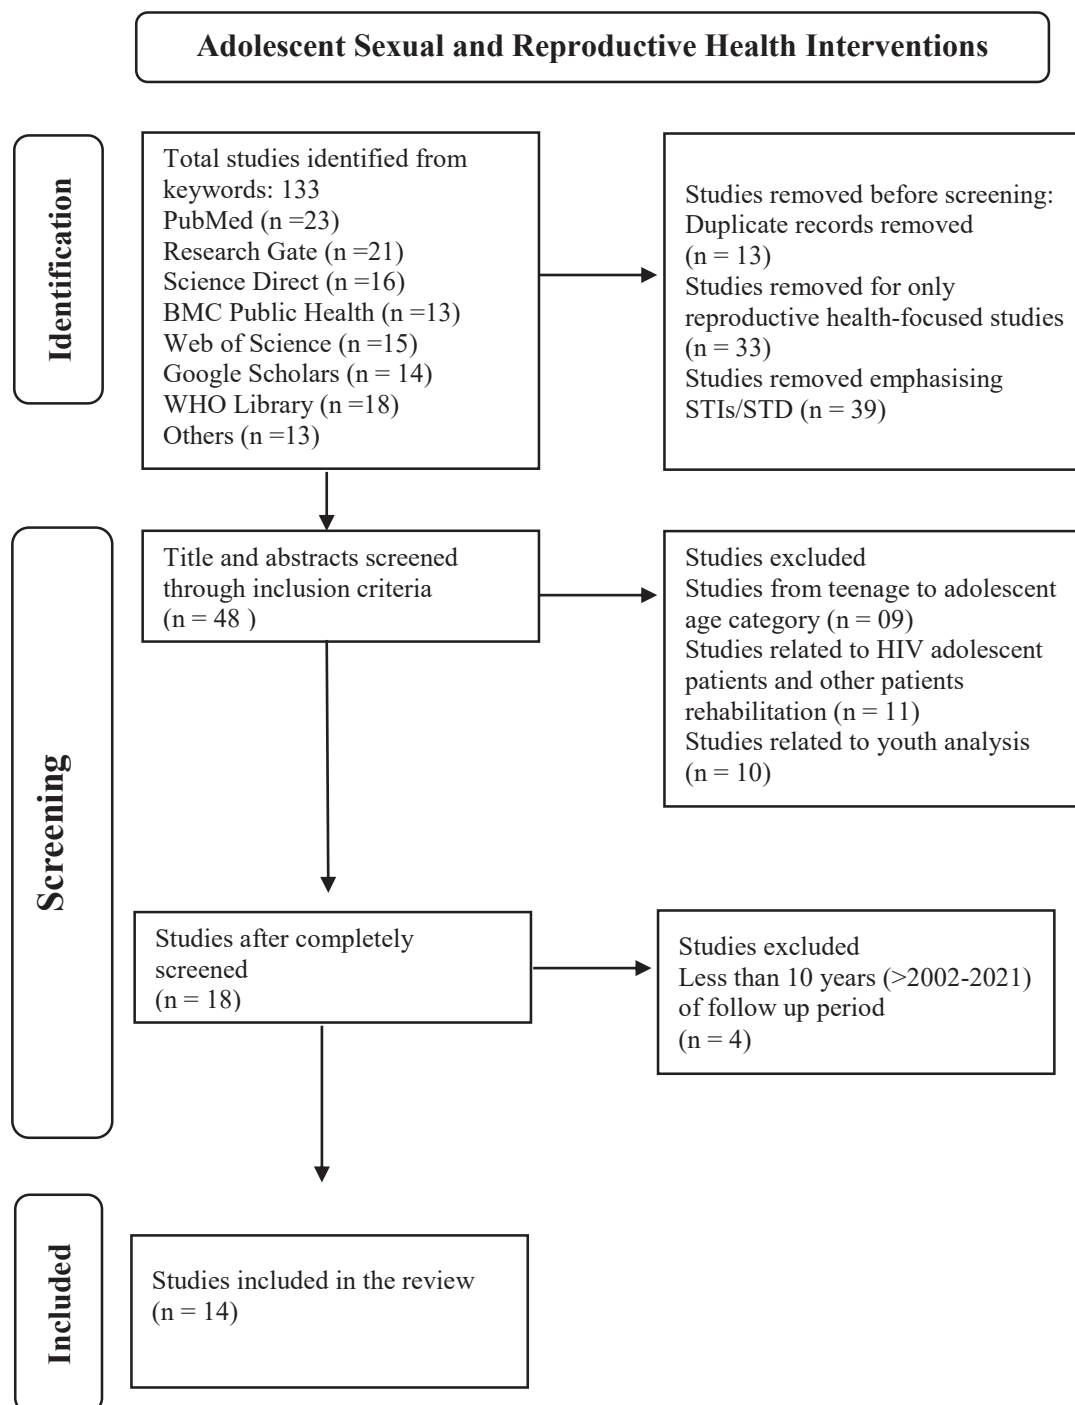 Adolescent Sexual and Reproductive Health Interventions
Identification
Total studies identified from
keywords: 133
PubMed (n =23)
Research Gate (n =21)
Science Direct (n =16)
BMC Public Health (n =13)
Web of Science (n =15)
Google Scholars (n = 14)
WHO Library (n =18)
Others (n =13)
Studies removed before screening:
Duplicate records removed
(n = 13)
Studies removed for only
reproductive health-focused studies
(n = 33)
Studies removed emphasising
STIs/STD (n = 39)
Screening
Title and abstracts screened
through inclusion criteria
(n = 48 )
Studies excluded
Studies from teenage to adolescent
age category (n = 09)
Studies related to HIV adolescent
patients and other patients
rehabilitation (n = 11)
Studies related to youth analysis
(n = 10)
Studies after completely
screened
(n = 18)
Studies excluded
Less than 10 years (>2002-2021)
of follow up period
(n = 4)
Included
Studies included in the review
(n = 14)